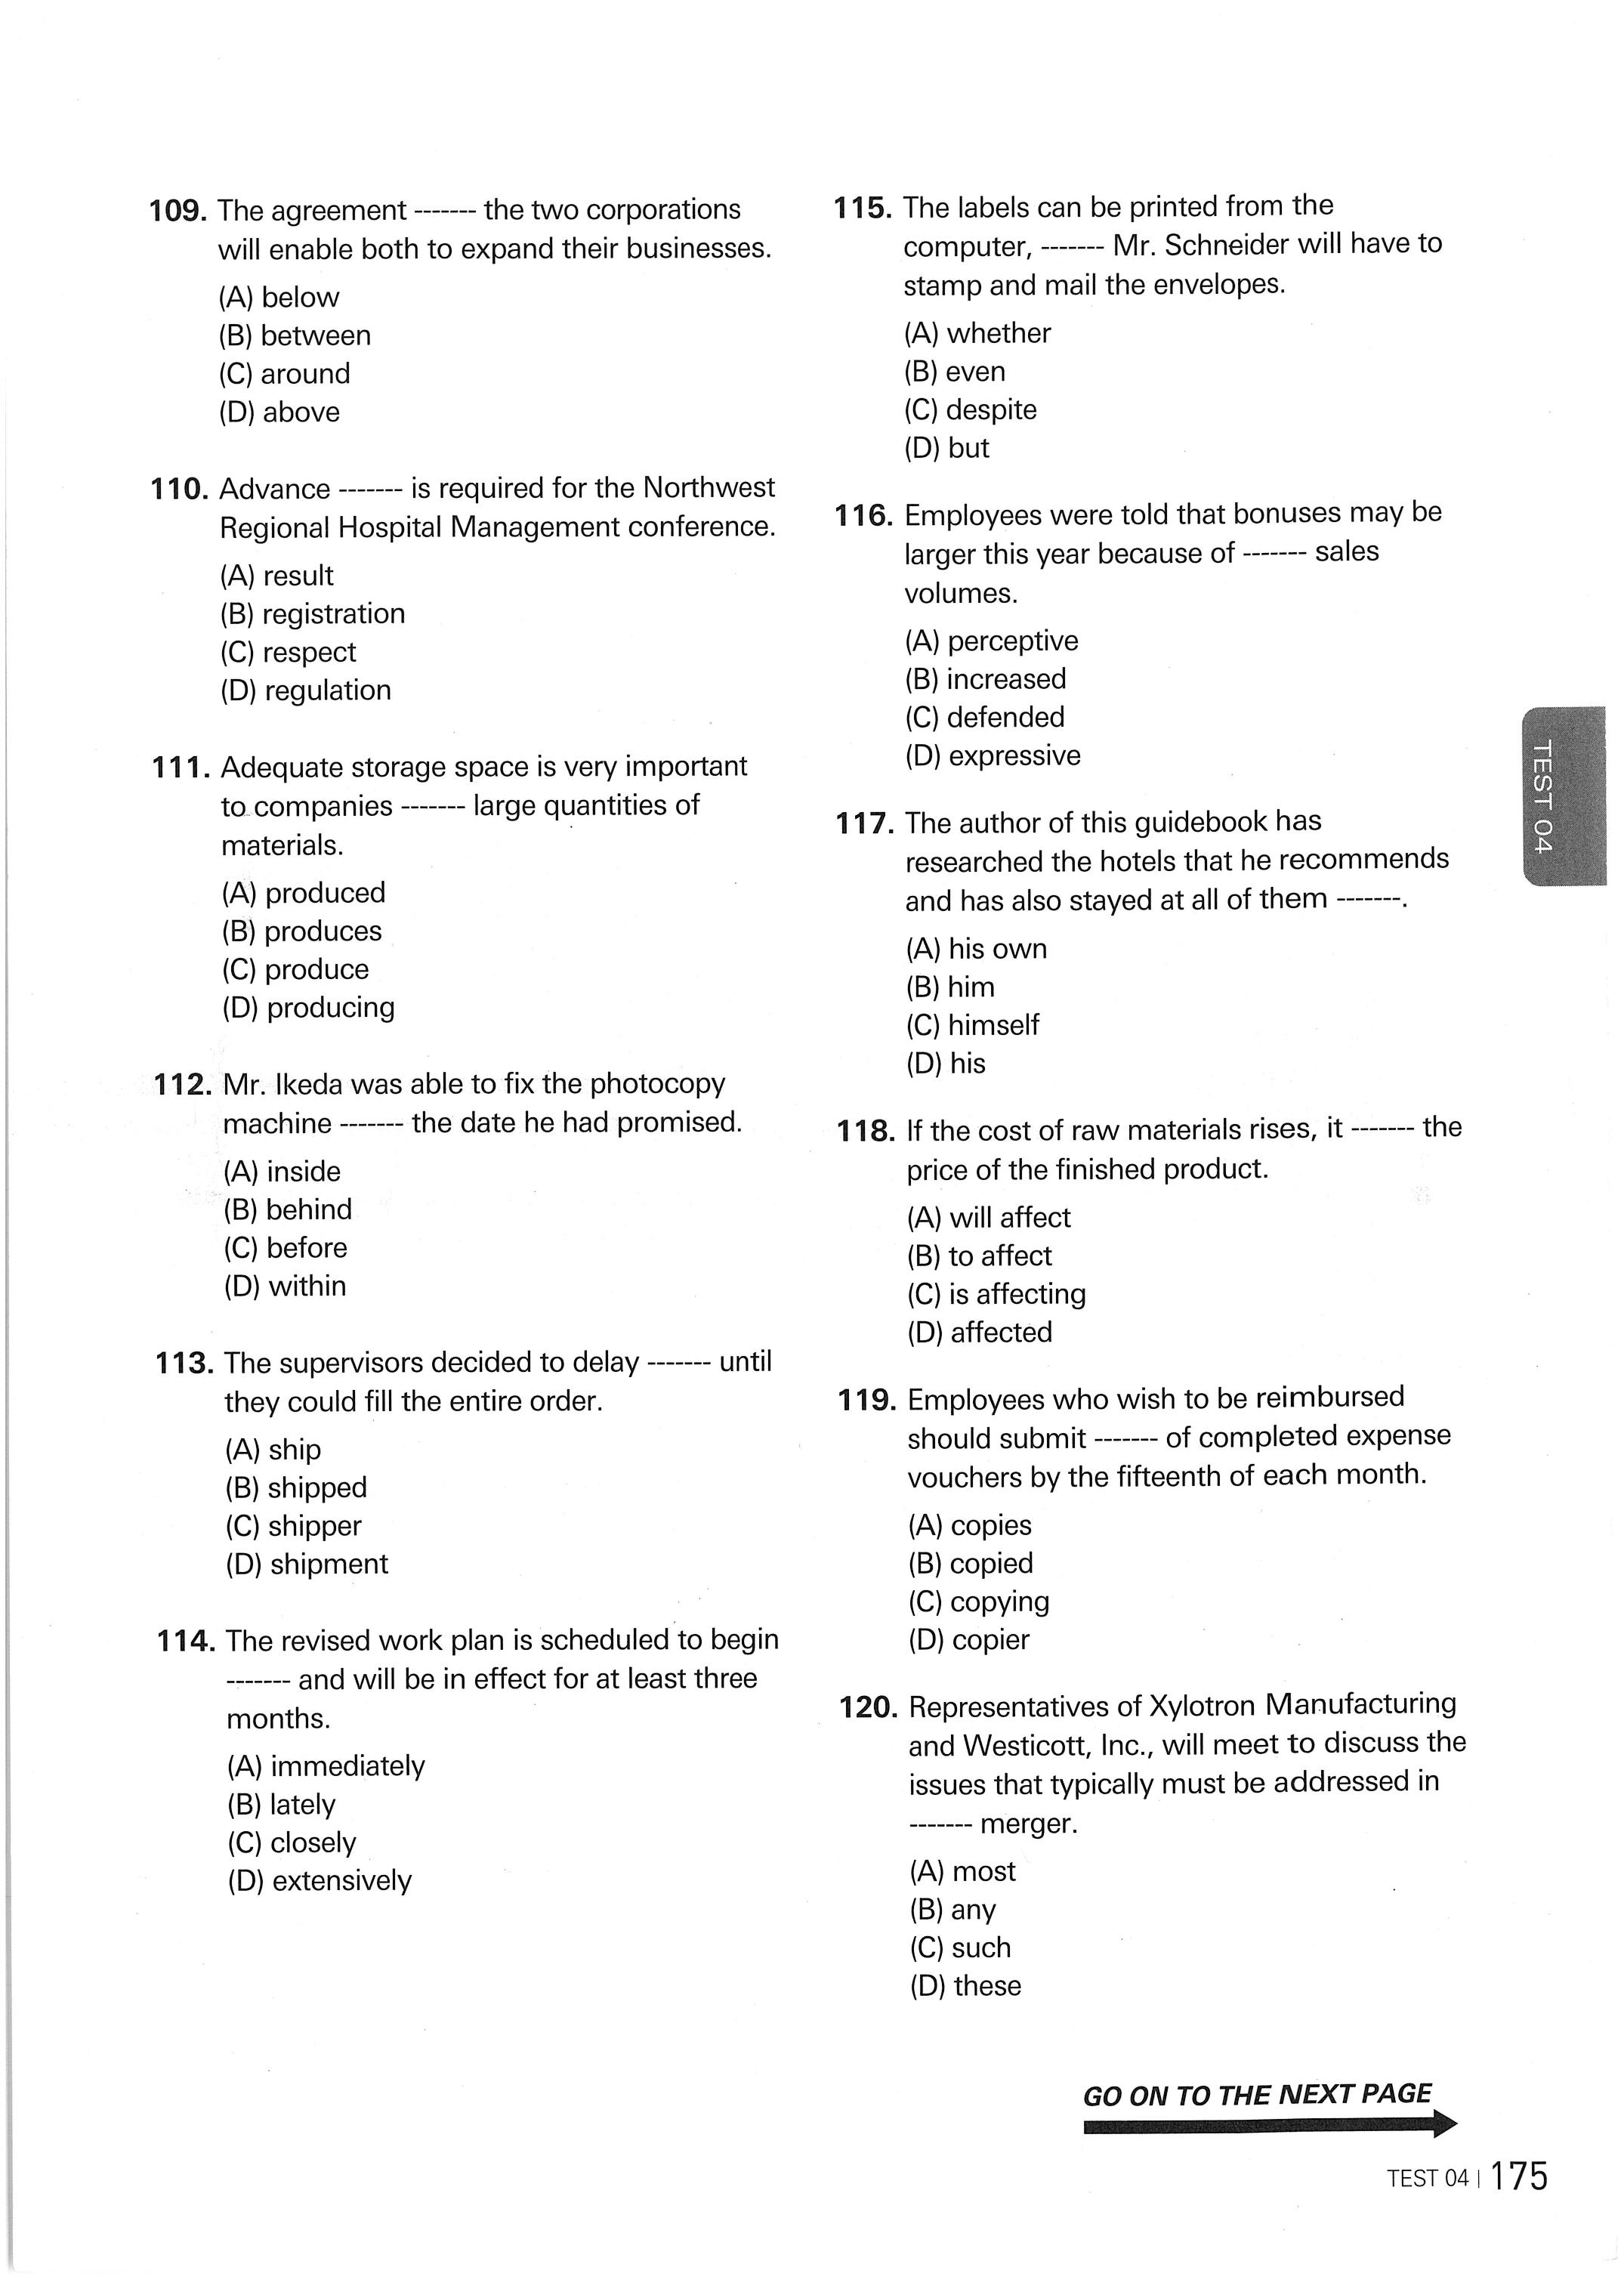 109. The agreement ------- the two corporations
will enable both to expand their businesses.
(A) below
(B) between
(C) around
(D) above
110. Advance ------- is required for the Northwest
Regional Hospital Management conference.
(A) result
(B) registration
(C) respect
(D) regulation
111. Adequate storage space is very important
to companies ------- large quantities of
materials.
(A) produced
(B) produces
(C) produce
(D) producing
112. Mr. Ikeda was able to fix the photocopy
machine ------- the date he had promised.
(A) inside
(B) behind
(C) before
(D) within
113. The supervisors decided to delay ------- until
they could fill the entire order.
(A) ship
(B) shipped
(C) shipper
(D) shipment
114. The revised work plan is scheduled to begin
------- and will be in effect for at least three
months.
(A) immediately
(B) lately
(C) closely
(D) extensively
115. The labels can be printed from the
computer, ------- Mr. Schneider will have to
stamp and mail the envelopes.
(A) whether
(B) even
(C) despite
(D) but
116. Employees were told that bonuses may be
larger this year because of ------- sales
volumes.
(A) perceptive
(B) increased
(C) defended
(D) expressive
117. The author of this guidebook has
researched the hotels that he recommends
and has also stayed at all of them -------.
(A) his own
(B) him
(C) himself
(D) his
118. If the cost of raw materials rises, it ------- the
price of the finished product.
(A) will affect
(B) to affect
(C) is affecting
(D) affected
119. Employees who wish to be reimbursed
should submit ------- of completed expense
vouchers by the fifteenth of each month.
(A) copies
(B) copied
(C) copying
(D) copier
120. Representatives of Xylotron Manufacturing
and Westicott, Inc., will meet to discuss the
issues that typically must be addressed in
------- merger.
(A) most
(B) any
(C) such
(D) these
TEST 04
GO ON TO THE NEXT PAGE
TEST 04 | 175